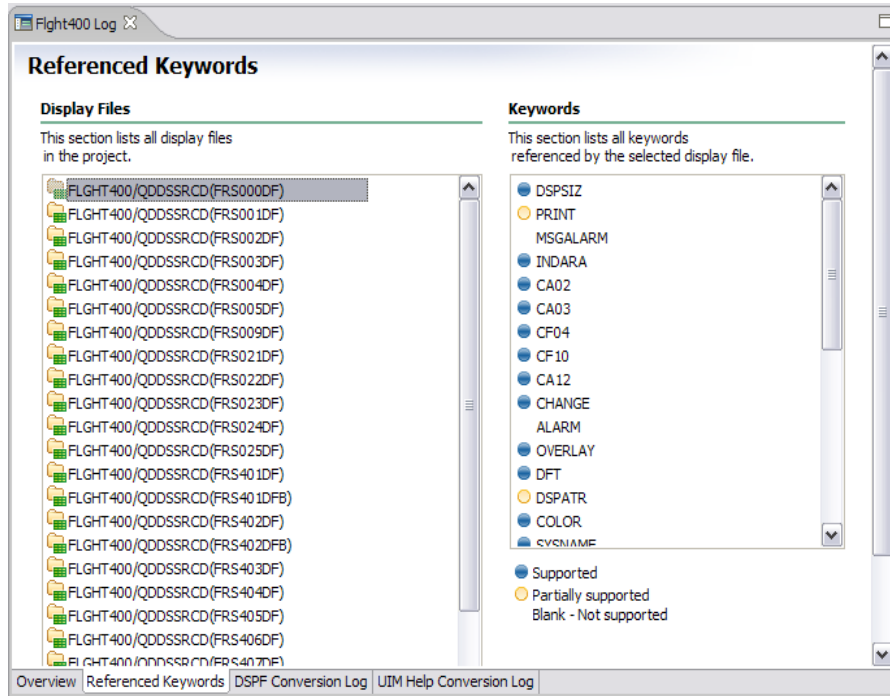 Flght400 Log
Referenced Keywords
Display Files
This section lists all display files
in the project.
FLGHT400/QDDSSRCD(FRS000DF)
FLGHT400/QDDSSRCD(FRS001DF)
FLGHT400/QDDSSRCD(FRS002DF)
FLGHT400/QDDSSRCD(FRS003DF)
FLGHT400/QDDSSRCD(FRS004DF)
FLGHT400/QDDSSRCD(FRS005DF)
FLGHT400/QDDSSRCD(FRS009DF)
FLGHT400/QDDSSRCD(FRS021DF)
FLGHT400/QDDSSRCD(FRS022DF)
FLGHT400/QDDSSRCD(FRS023DF)
FLGHT400/QDDSSRCD(FRS024DF)
FLGHT400/QDDSSRCD(FRS025DF)
FLGHT400/QDDSSRCD(FRS401DF)
FLGHT400/QDDSSRCD(FRS401DFB)
FLGHT400/QDDSSRCD(FRS402DF)
FLGHT400/QDDSSRCD(FRS402DFB)
FLGHT400/QDDSSRCD(FRS403DF)
FLGHT400/QDDSSRCD(FRS404DF)
FLGHT400/QDDSSRCD(FRS405DF)
FLGHT400/QDDSSRCD(FRS406DF)
FLGHT400/QDDSSRCD(FRS407DF)
Keywords
This section lists all keywords
referenced by the selected display file.
DSPSIZ
PRINT
MSGALARM
INDARA
CA02
CA03
CF04
CF10
CA12
CHANGE
ALARM
OVERLAY
DFT
DSPATR
COLOR
SYSNAME
Supported
Partially supported
Blank - Not supported
Overview Referenced Keywords DSPF Conversion Log UIM Help Conversion Log